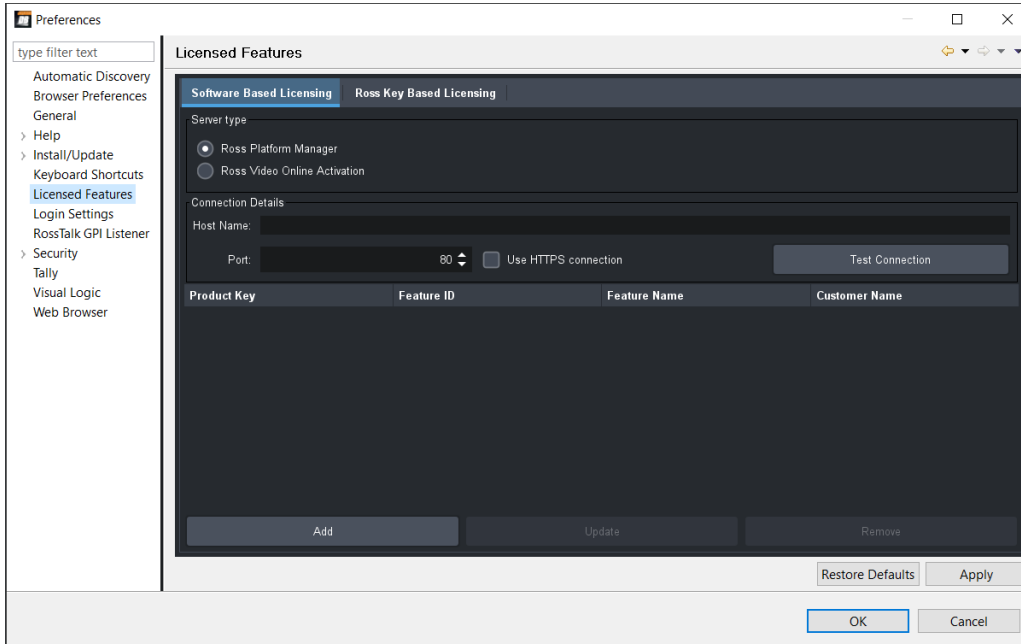 Preferences
type filter text
Automatic Discovery
Browser Preferences
General
Help
Install/Update
Keyboard Shortcuts
Licensed Features
Login Settings
RossTalk GPI Listener
Security
Tally
Visual Logic
Web Browser
Licensed Features
Software Based Licensing Ross Key Based Licensing
Server type
Ross Platform Manager
Ross Video Online Activation
Connection Details
Host Name:
Port: 80 Use HTTPS connection Test Connection
Product Key Feature ID Feature Name Customer Name
Add Update Remove
Restore Defaults Apply
OK Cancel